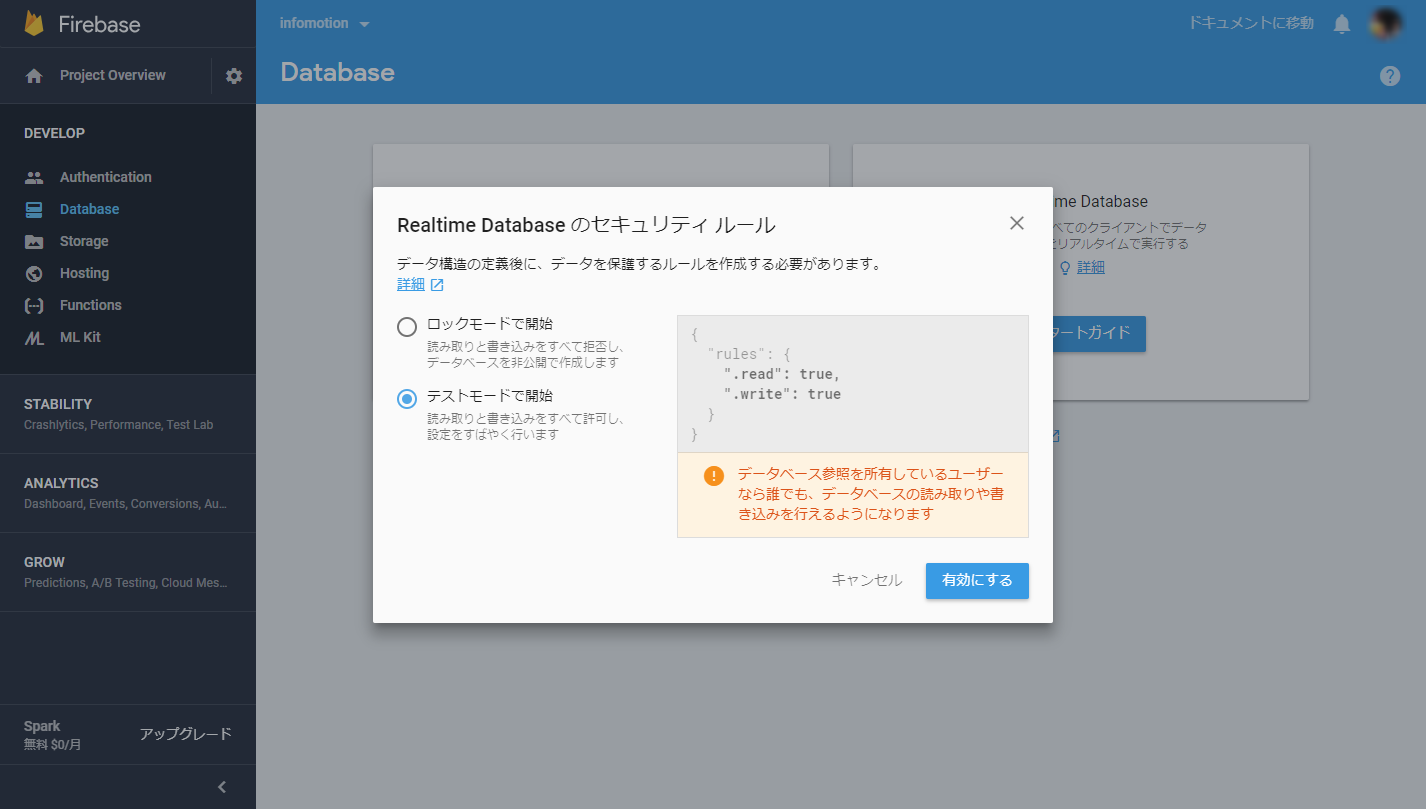 Firebase
Project Overview
DEVELOP
Authentication
Database
Storage
Hosting
Functions
ML Kit
STABILITY
Crashlytics, Performance, Test Lab
ANALYTICS
Dashboard, Events, Conversions, Au...
GROW
Predictions, A/B Testing, Cloud Mes...
Spark
無料 $0/月
アップグレード
infomotion
ドキュメントに移動
Database
Realtime Database のセキュリティ ルール
データ構造の定義後に、データを保護するルールを作成する必要があります。
詳細
ロックモードで開始
読み取りと書き込みをすべて拒否し、
データベースを非公開で作成します
テストモードで開始
読み取りと書き込みをすべて許可し、
設定をすばやく行います
{
"rules": {
".read": true,
".write": true
}
}
データベース参照を所有しているユーザー
なら誰でも、データベースの読み取りや書
き込みを行えるようになります
キャンセル
有効にする
me Database
べてのクライアントでデータ
リアルタイムで実行する
詳細
タートガイド